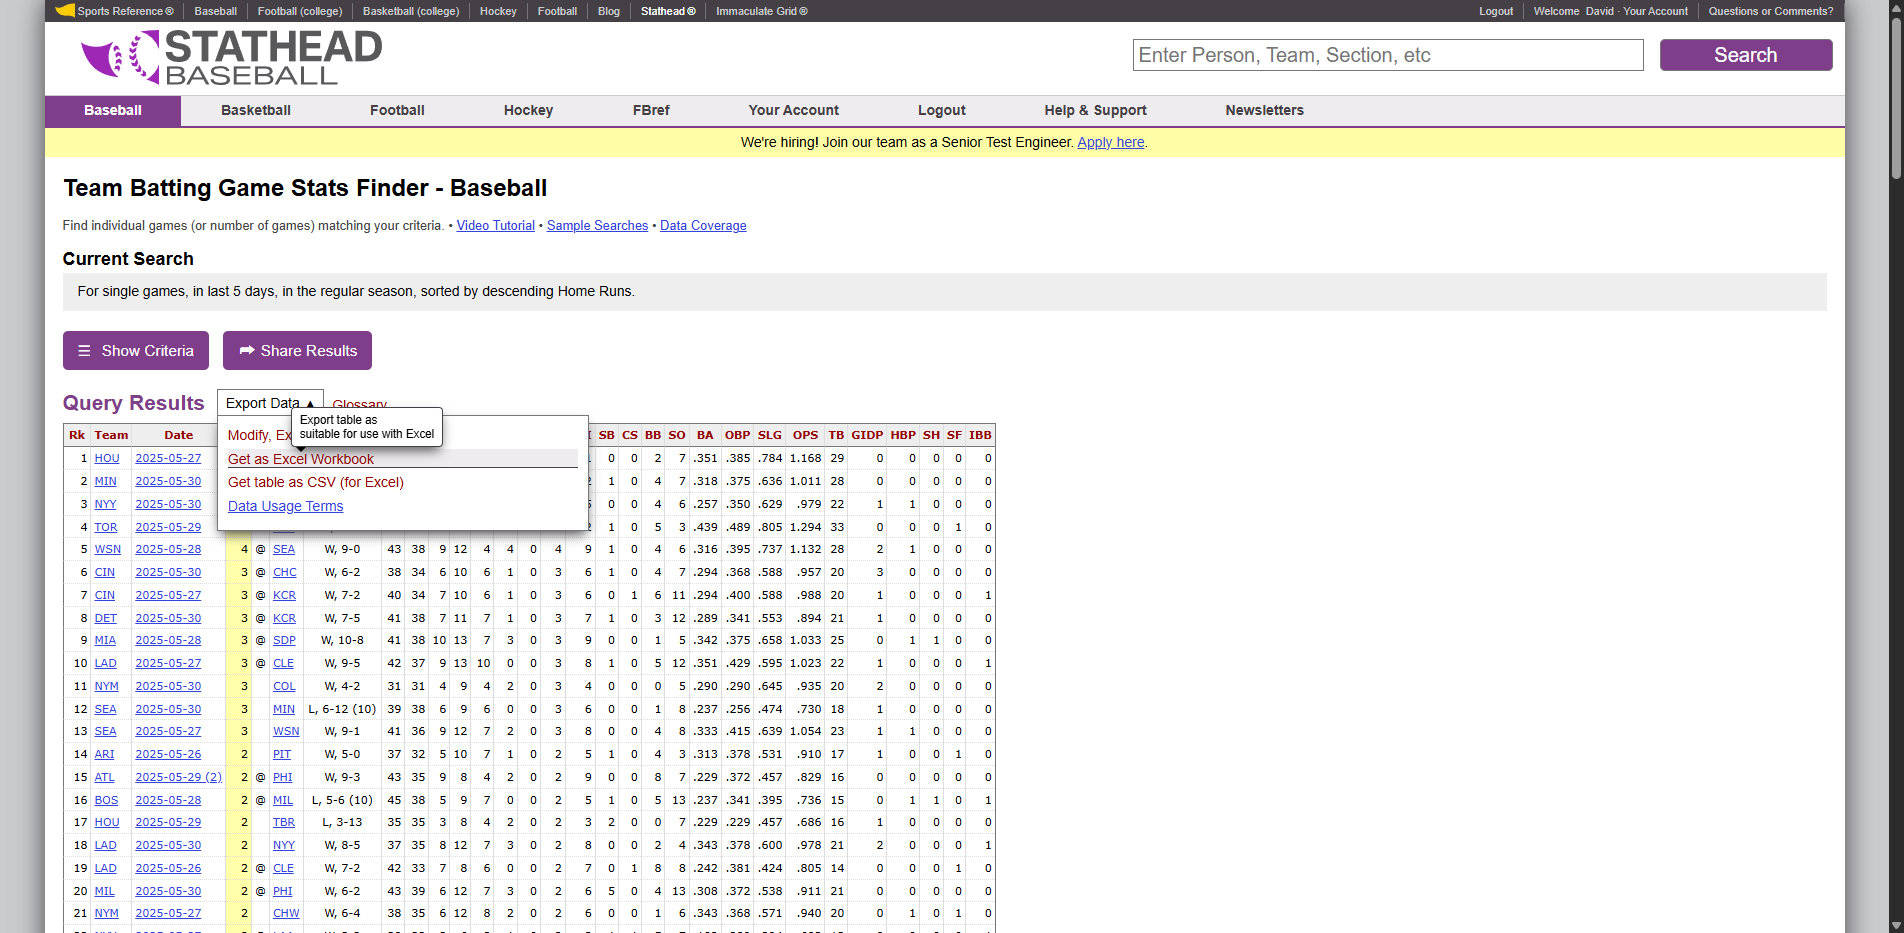 Sports Reference ® Baseball Football (college) Basketball (college) Hockey Football Blog Stathead ® Immaculate Grid ® Logout Welcome David · Your Account Questions or Comments?
STATHEAD
BASEBALL
Enter Person, Team, Section, etc Search
Baseball Basketball Football Hockey FBref Your Account Logout Help & Support Newsletters
We're hiring! Join our team as a Senior Test Engineer. Apply here.
Team Batting Game Stats Finder - Baseball
Find individual games (or number of games) matching your criteria. • Video Tutorial • Sample Searches • Data Coverage
Current Search
For single games, in last 5 days, in the regular season, sorted by descending Home Runs.
☰ Show Criteria Share Results
Query Results Export Data ▲ Glossary
Export table as
suitable for use with Excel
Modify, Ex
Get as Excel Workbook
Get table as CSV (for Excel)
Data Usage Terms
Rk Team Date SB CS BB SO BA OBP SLG OPS TB GIDP HBP SH SF IBB
1 HOU 2025-05-27 0 0 2 7 .351 .385 .784 1.168 29 0 0 0 0 0
2 MIN 2025-05-30 1 0 4 7 .318 .375 .636 1.011 28 0 0 0 0 0
3 NYY 2025-05-30 0 0 4 6 .257 .350 .629 .979 22 1 1 0 0 0
4 TOR 2025-05-29 1 0 5 3 .439 .489 .805 1.294 33 0 0 0 1 0
5 WSN 2025-05-28 4 @ SEA W, 9-0 43 38 9 12 4 4 0 4 9 1 0 4 6 .316 .395 .737 1.132 28 2 1 0 0 0
6 CIN 2025-05-30 3 @ CHC W, 6-2 38 34 6 10 6 1 0 3 6 1 0 4 7 .294 .368 .588 .957 20 3 0 0 0 0
7 CIN 2025-05-27 3 @ KCR W, 7-2 40 34 7 10 6 1 0 3 6 0 1 6 11 .294 .400 .588 .988 20 1 0 0 0 1
8 DET 2025-05-30 3 @ KCR W, 7-5 41 38 7 11 7 1 0 3 7 1 0 3 12 .289 .341 .553 .894 21 1 0 0 0 0
9 MIA 2025-05-28 3 @ SDP W, 10-8 41 38 10 13 7 3 0 3 9 0 0 1 5 .342 .375 .658 1.033 25 0 1 1 0 0
10 LAD 2025-05-27 3 @ CLE W, 9-5 42 37 9 13 10 0 0 3 8 1 0 5 12 .351 .429 .595 1.023 22 1 0 0 0 1
11 NYM 2025-05-30 3 COL W, 4-2 31 31 4 9 4 2 0 3 4 0 0 0 5 .290 .290 .645 .935 20 2 0 0 0 0
12 SEA 2025-05-30 3 MIN L, 6-12 (10) 39 38 6 9 6 0 0 3 6 0 0 1 8 .237 .256 .474 .730 18 1 0 0 0 0
13 SEA 2025-05-27 3 WSN W, 9-1 41 36 9 12 7 2 0 3 8 0 0 4 8 .333 .415 .639 1.054 23 1 1 0 0 0
14 ARI 2025-05-26 2 PIT W, 5-0 37 32 5 10 7 1 0 2 5 1 0 4 3 .313 .378 .531 .910 17 1 0 0 1 0
15 ATL 2025-05-29 (2) 2 @ PHI W, 9-3 43 35 9 8 4 2 0 2 9 0 0 8 7 .229 .372 .457 .829 16 0 0 0 0 0
16 BOS 2025-05-28 2 @ MIL L, 5-6 (10) 45 38 5 9 7 0 0 2 5 1 0 5 13 .237 .341 .395 .736 15 0 1 1 0 1
17 HOU 2025-05-29 2 TBR L, 3-13 35 35 3 8 4 2 0 2 3 2 0 0 7 .229 .229 .457 .686 16 1 0 0 0 0
18 LAD 2025-05-30 2 NYY W, 8-5 37 35 8 12 7 3 0 2 8 0 0 2 4 .343 .378 .600 .978 21 2 0 0 0 1
19 LAD 2025-05-26 2 @ CLE W, 7-2 42 33 7 8 6 0 0 2 7 0 1 8 8 .242 .381 .424 .805 14 0 0 0 1 0
20 MIL 2025-05-30 2 @ PHI W, 6-2 43 39 6 12 7 3 0 2 6 5 0 4 13 .308 .372 .538 .911 21 0 0 0 0 0
21 NYM 2025-05-27 2 CHW W, 6-4 38 35 6 12 8 2 0 2 6 0 0 1 6 .343 .368 .571 .940 20 0 1 0 1 0